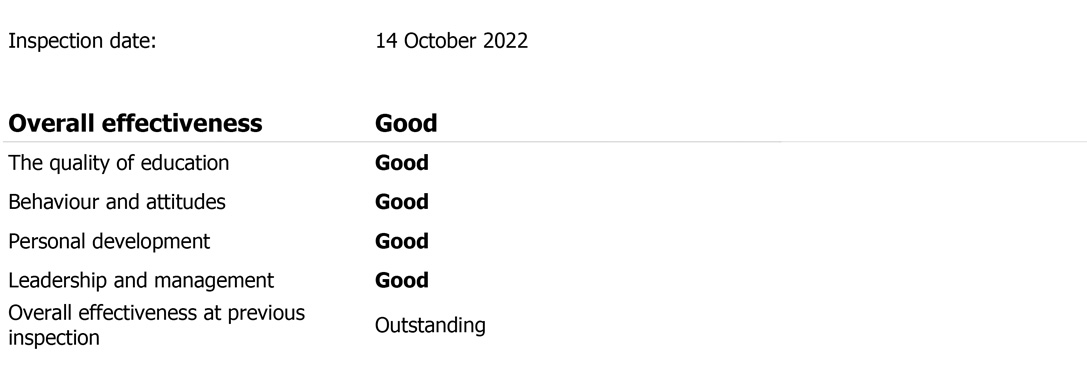 Inspection date: 14 October 2022
Overall effectiveness Good
The quality of education Good
Behaviour and attitudes Good
Personal development Good
Leadership and management Good
Overall effectiveness at previous
inspection Outstanding